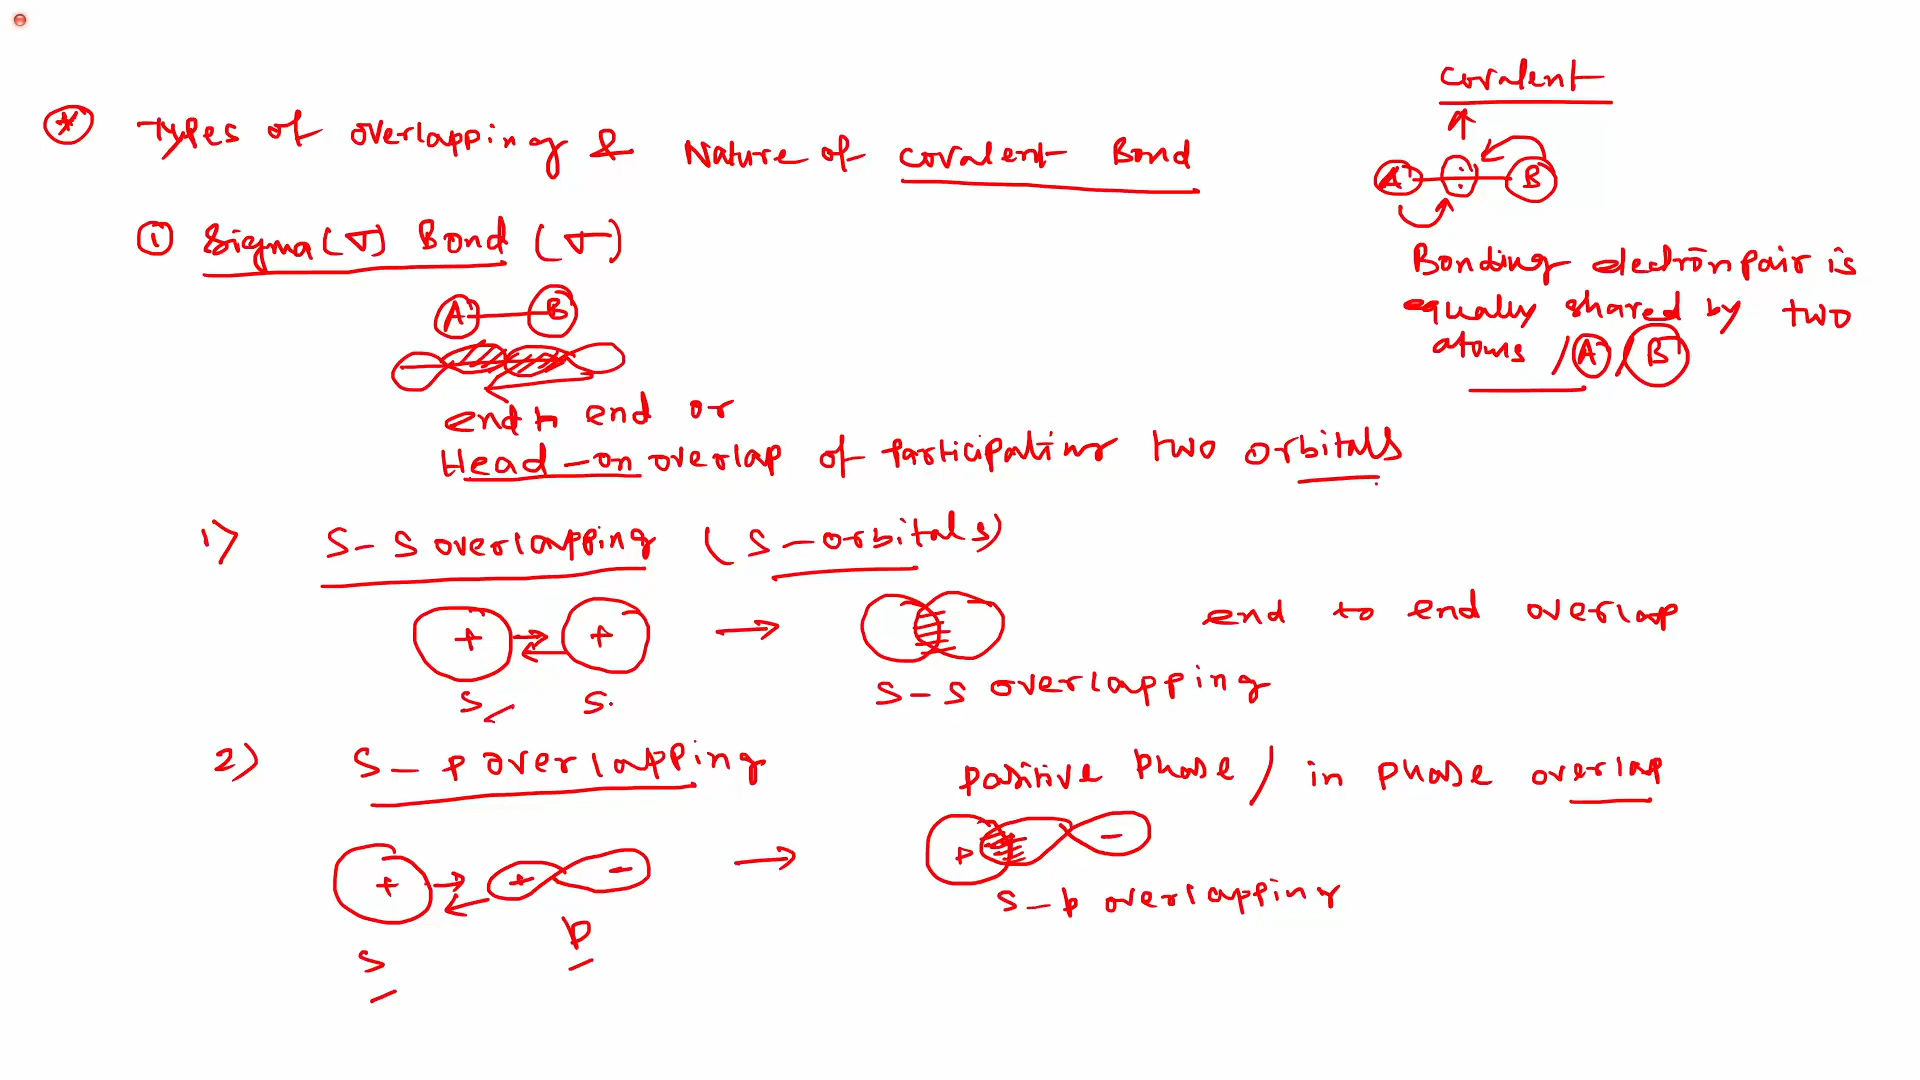 covalent
* Types of overlapping & Nature of covalent Bond
A : B
① Sigma (σ) Bond (σ)
Bonding electron pair is
equally shared by two
atoms / A / B
A B
end to end or
Head-on overlap of participating two orbitals
1) S-S overlapping (S-orbitals)
+ + end to end overlap
S S.
S-S overlapping
2) S-p overlapping
positive phase / in phase overlap
+ + - + -
S-p overlapping
S p